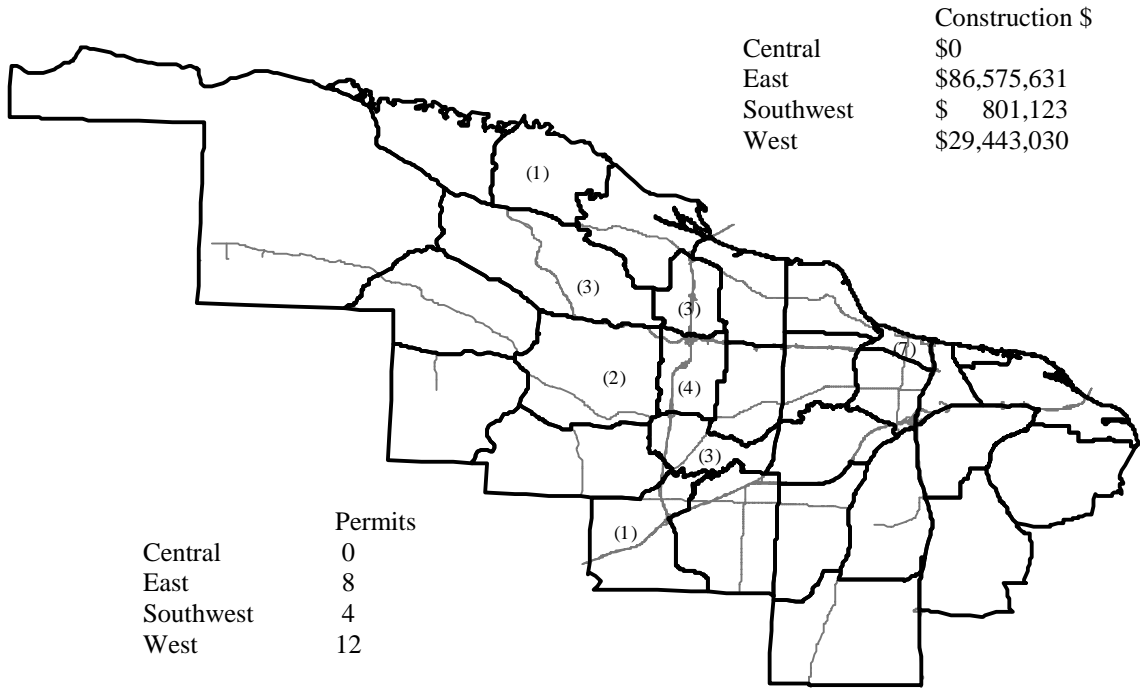 Construction $
Central $0
East $86,575,631
Southwest $ 801,123
West $29,443,030
(1)
(3)
(3)
(7)
(2)
(4)
(3)
(1)
Permits
Central 0
East 8
Southwest 4
West 12